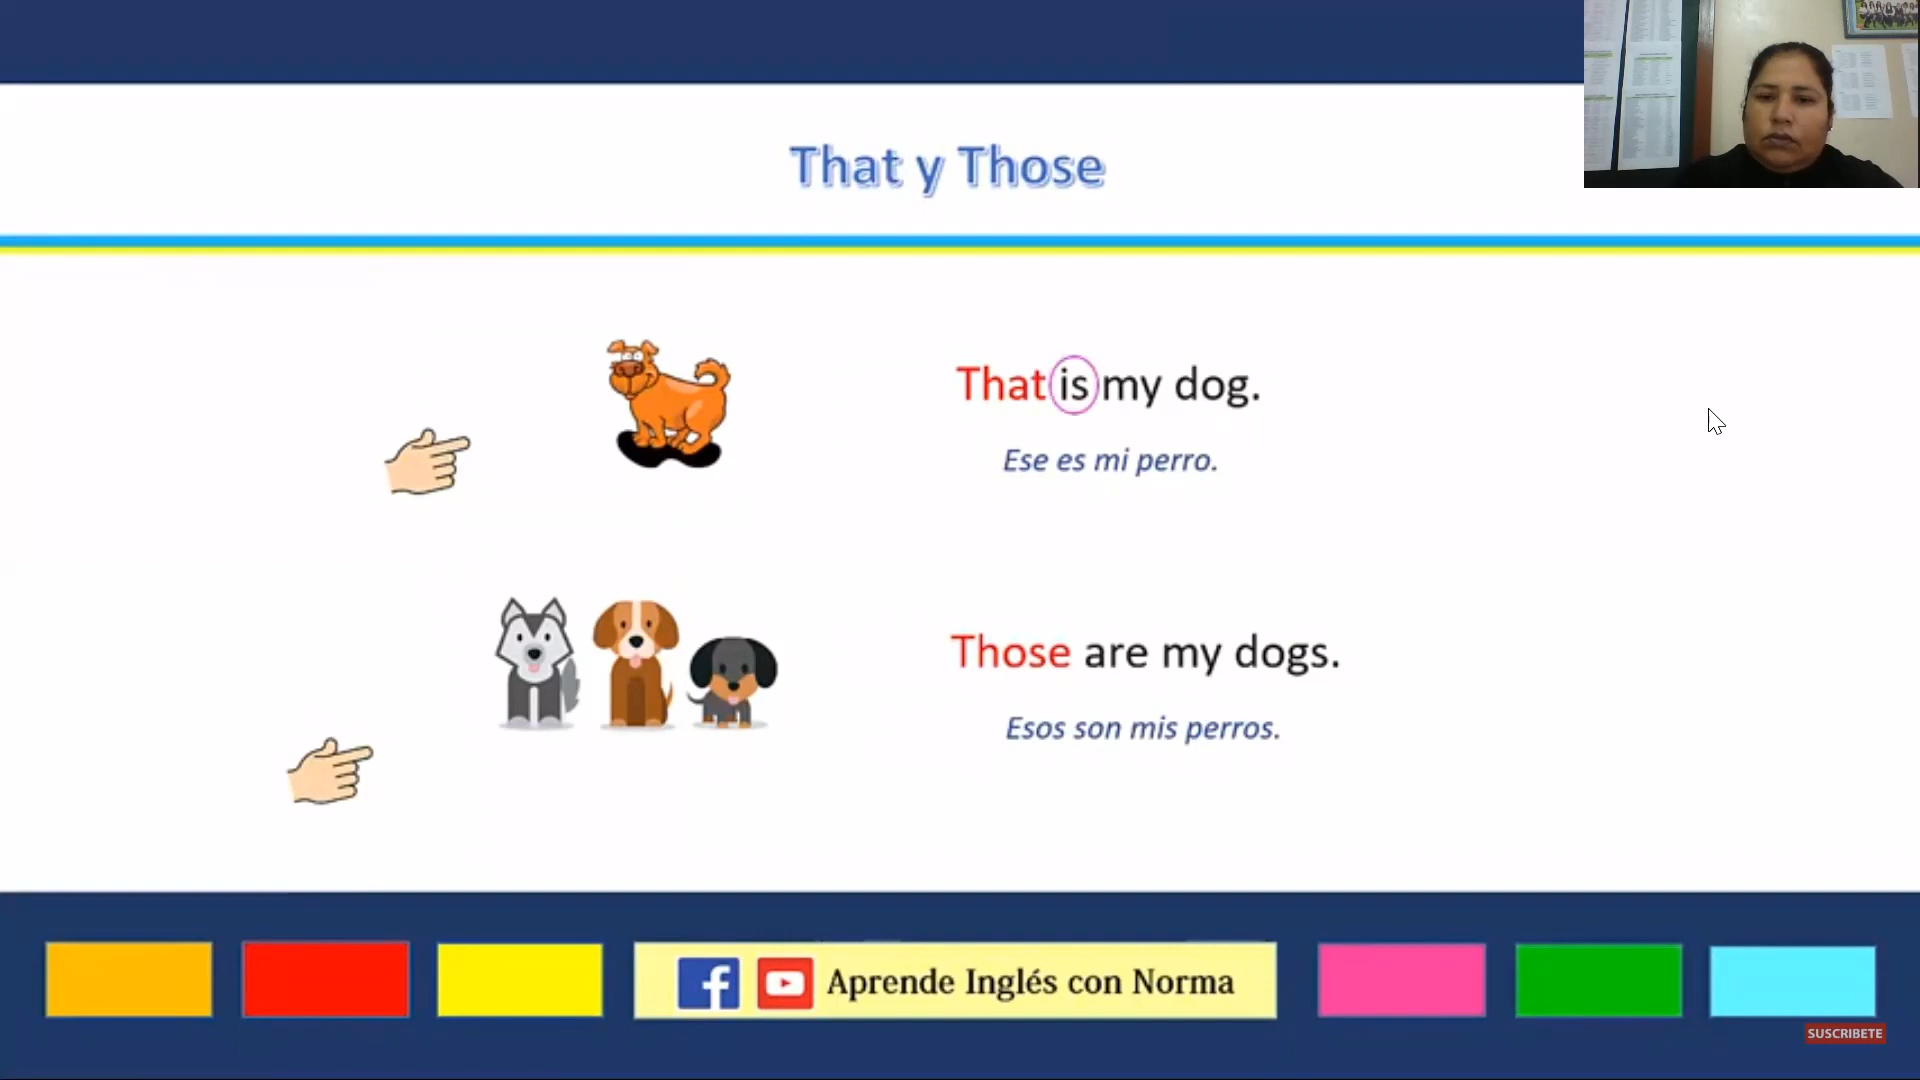 That y Those
That is my dog.
Ese es mi perro.
Those are my dogs.
Esos son mis perros.
Aprende Inglés con Norma
SUSCRIBETE